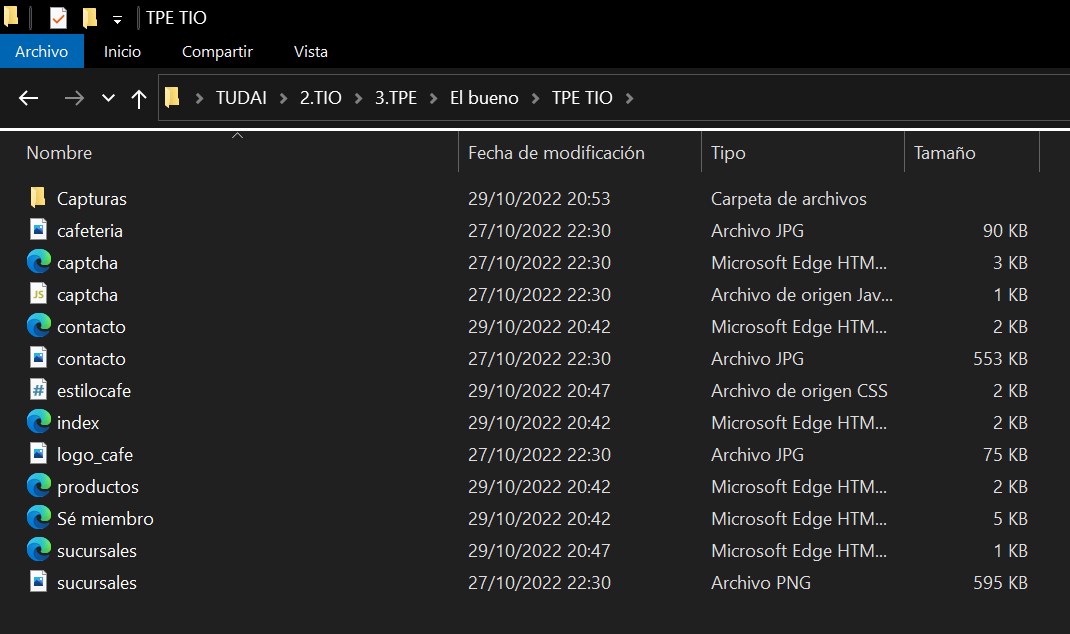 TPE TIO
Archivo Inicio Compartir Vista
TUDAI > 2.TIO > 3.TPE > El bueno > TPE TIO >
Nombre Fecha de modificación Tipo Tamaño
Capturas 29/10/2022 20:53 Carpeta de archivos
cafeteria 27/10/2022 22:30 Archivo JPG 90 KB
captcha 27/10/2022 22:30 Microsoft Edge HTM... 3 KB
JS captcha 27/10/2022 22:30 Archivo de origen Jav... 1 KB
contacto 29/10/2022 20:42 Microsoft Edge HTM... 2 KB
contacto 27/10/2022 22:30 Archivo JPG 553 KB
# estilocafe 29/10/2022 20:47 Archivo de origen CSS 2 KB
index 29/10/2022 20:42 Microsoft Edge HTM... 2 KB
logo_cafe 27/10/2022 22:30 Archivo JPG 75 KB
productos 29/10/2022 20:42 Microsoft Edge HTM... 2 KB
Sé miembro 29/10/2022 20:42 Microsoft Edge HTM... 5 KB
sucursales 29/10/2022 20:47 Microsoft Edge HTM... 1 KB
sucursales 27/10/2022 22:30 Archivo PNG 595 KB